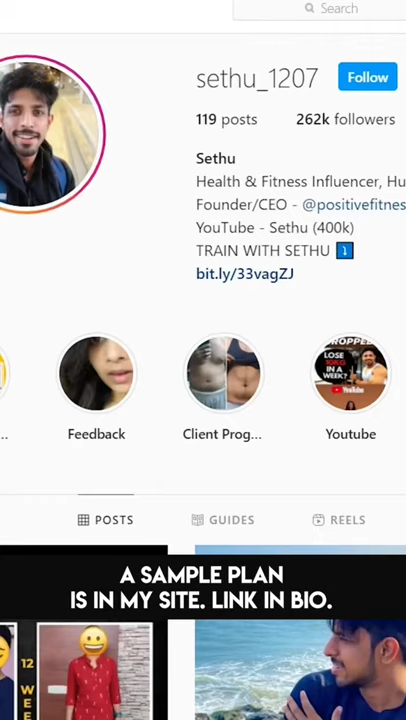 Search
sethu_1207 Follow
119 posts 262k followers
Sethu
Health & Fitness Influencer, Hu
Founder/CEO - @positivefitnes
YouTube - Sethu (400k)
TRAIN WITH SETHU
bit.ly/33vagZJ
ROPPE
LOSE
10KG
IN A
WEEK?
YouTube
... Feedback Client Prog... Youtube
POSTS GUIDES REELS
A SAMPLE PLAN
IS IN MY SITE. LINK IN BIO.
12
WEE